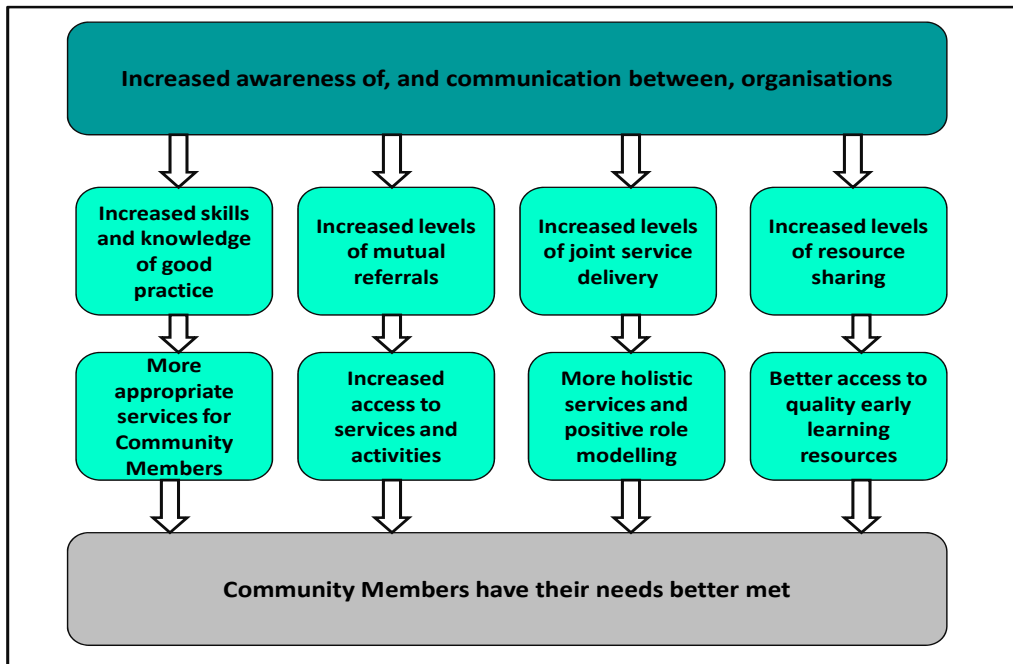 Increased awareness of, and communication between, organisations
Increased skills
and knowledge
of good
practice
Increased levels
of mutual
referrals
Increased levels
of joint service
delivery
Increased levels
of resource
sharing
More
appropriate
services for
Community
Members
Increased
access to
services and
activities
More holistic
services and
positive role
modelling
Better access to
quality early
learning
resources
Community Members have their needs better met